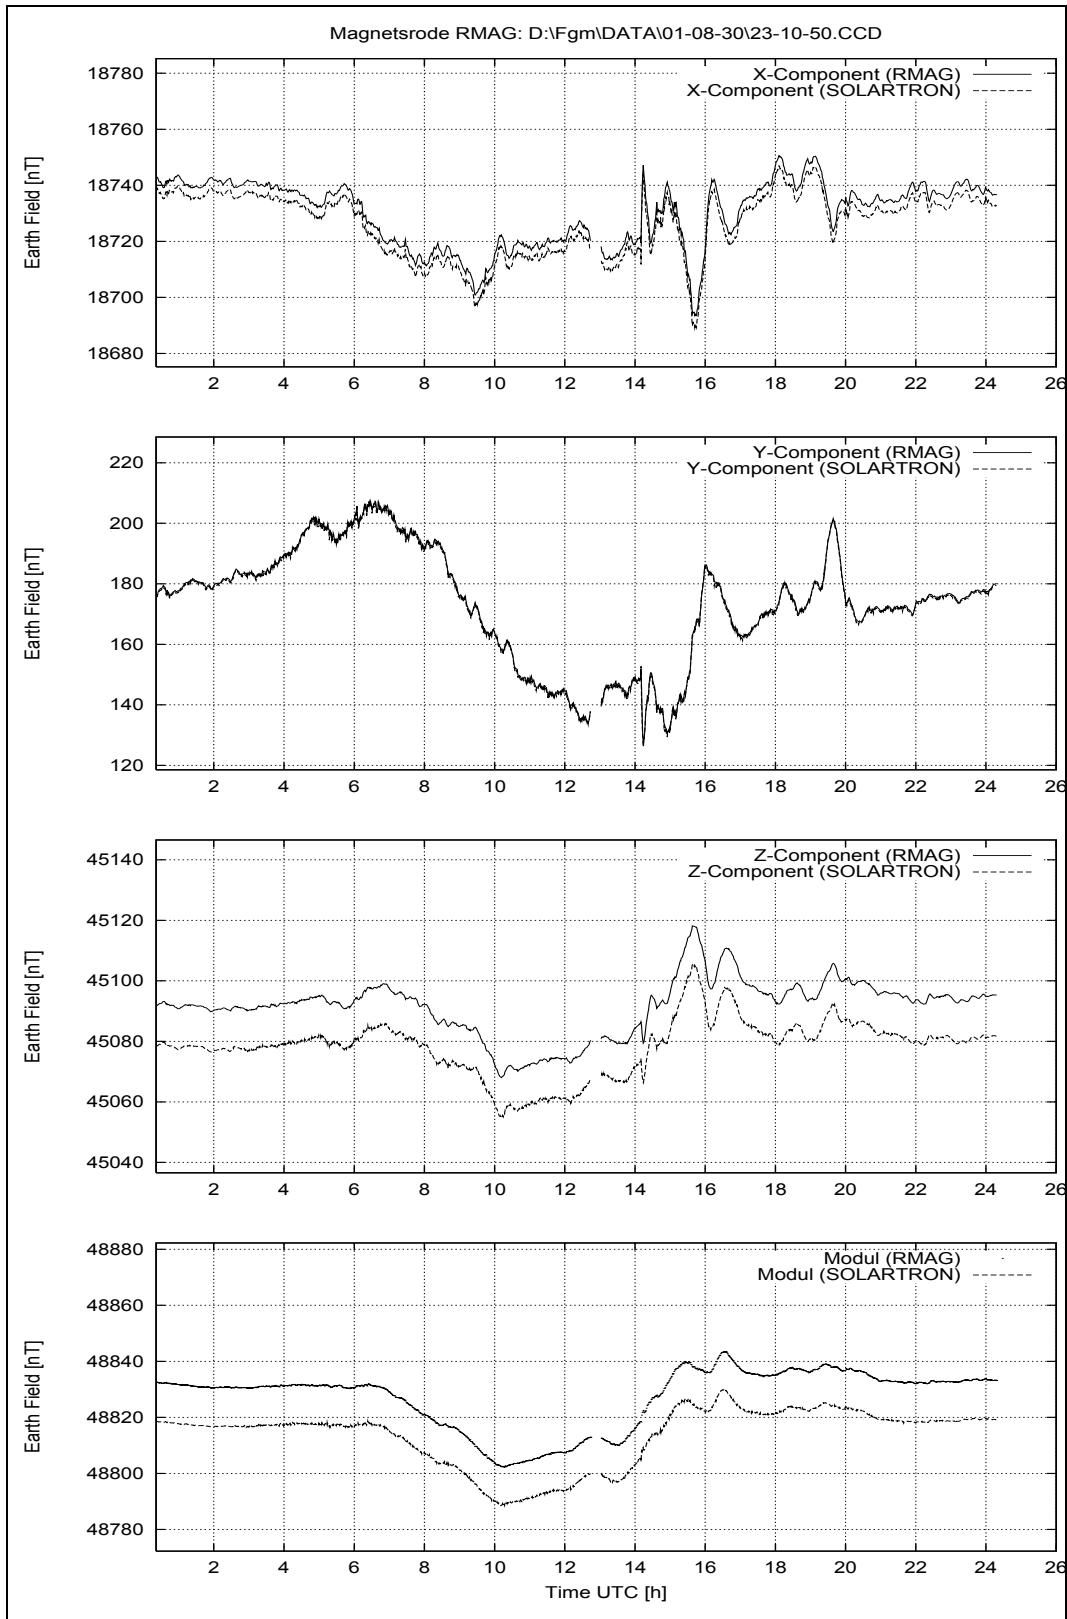 Magnetsrode RMAG: D:\Fgm\DATA\01-08-30\23-10-50.CCD
18780
18760
18740
18720
18700
18680
Earth Field [nT]
X-Component (RMAG)
X-Component (SOLARTRON)
2 4 6 8 10 12 14 16 18 20 22 24 26
220
200
180
160
140
120
Earth Field [nT]
Y-Component (RMAG)
Y-Component (SOLARTRON)
2 4 6 8 10 12 14 16 18 20 22 24 26
45140
45120
45100
45080
45060
45040
Earth Field [nT]
Z-Component (RMAG)
Z-Component (SOLARTRON)
2 4 6 8 10 12 14 16 18 20 22 24 26
48880
48860
48840
48820
48800
48780
Earth Field [nT]
Modul (RMAG)
Modul (SOLARTRON)
2 4 6 8 10 12 14 16 18 20 22 24 26
Time UTC [h]